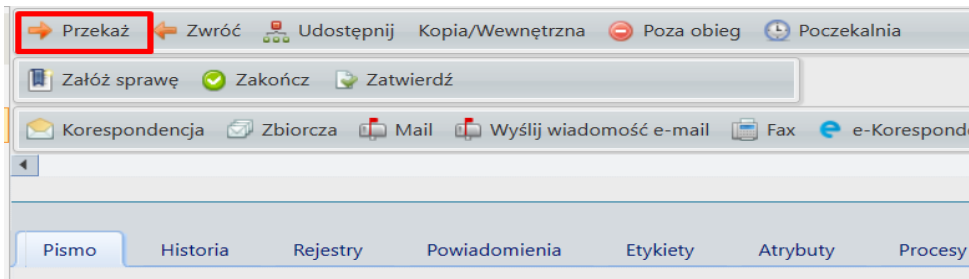 Przekaż Zwróć Udostępnij Kopia/Wewnętrzna Poza obieg Poczekalnia
Załóż sprawę Zakończ Zatwierdź
Korespondencja Zbiorcza Mail Wyślij wiadomość e-mail Fax e-Koresponde
Pismo Historia Rejestry Powiadomienia Etykiety Atrybuty Procesy